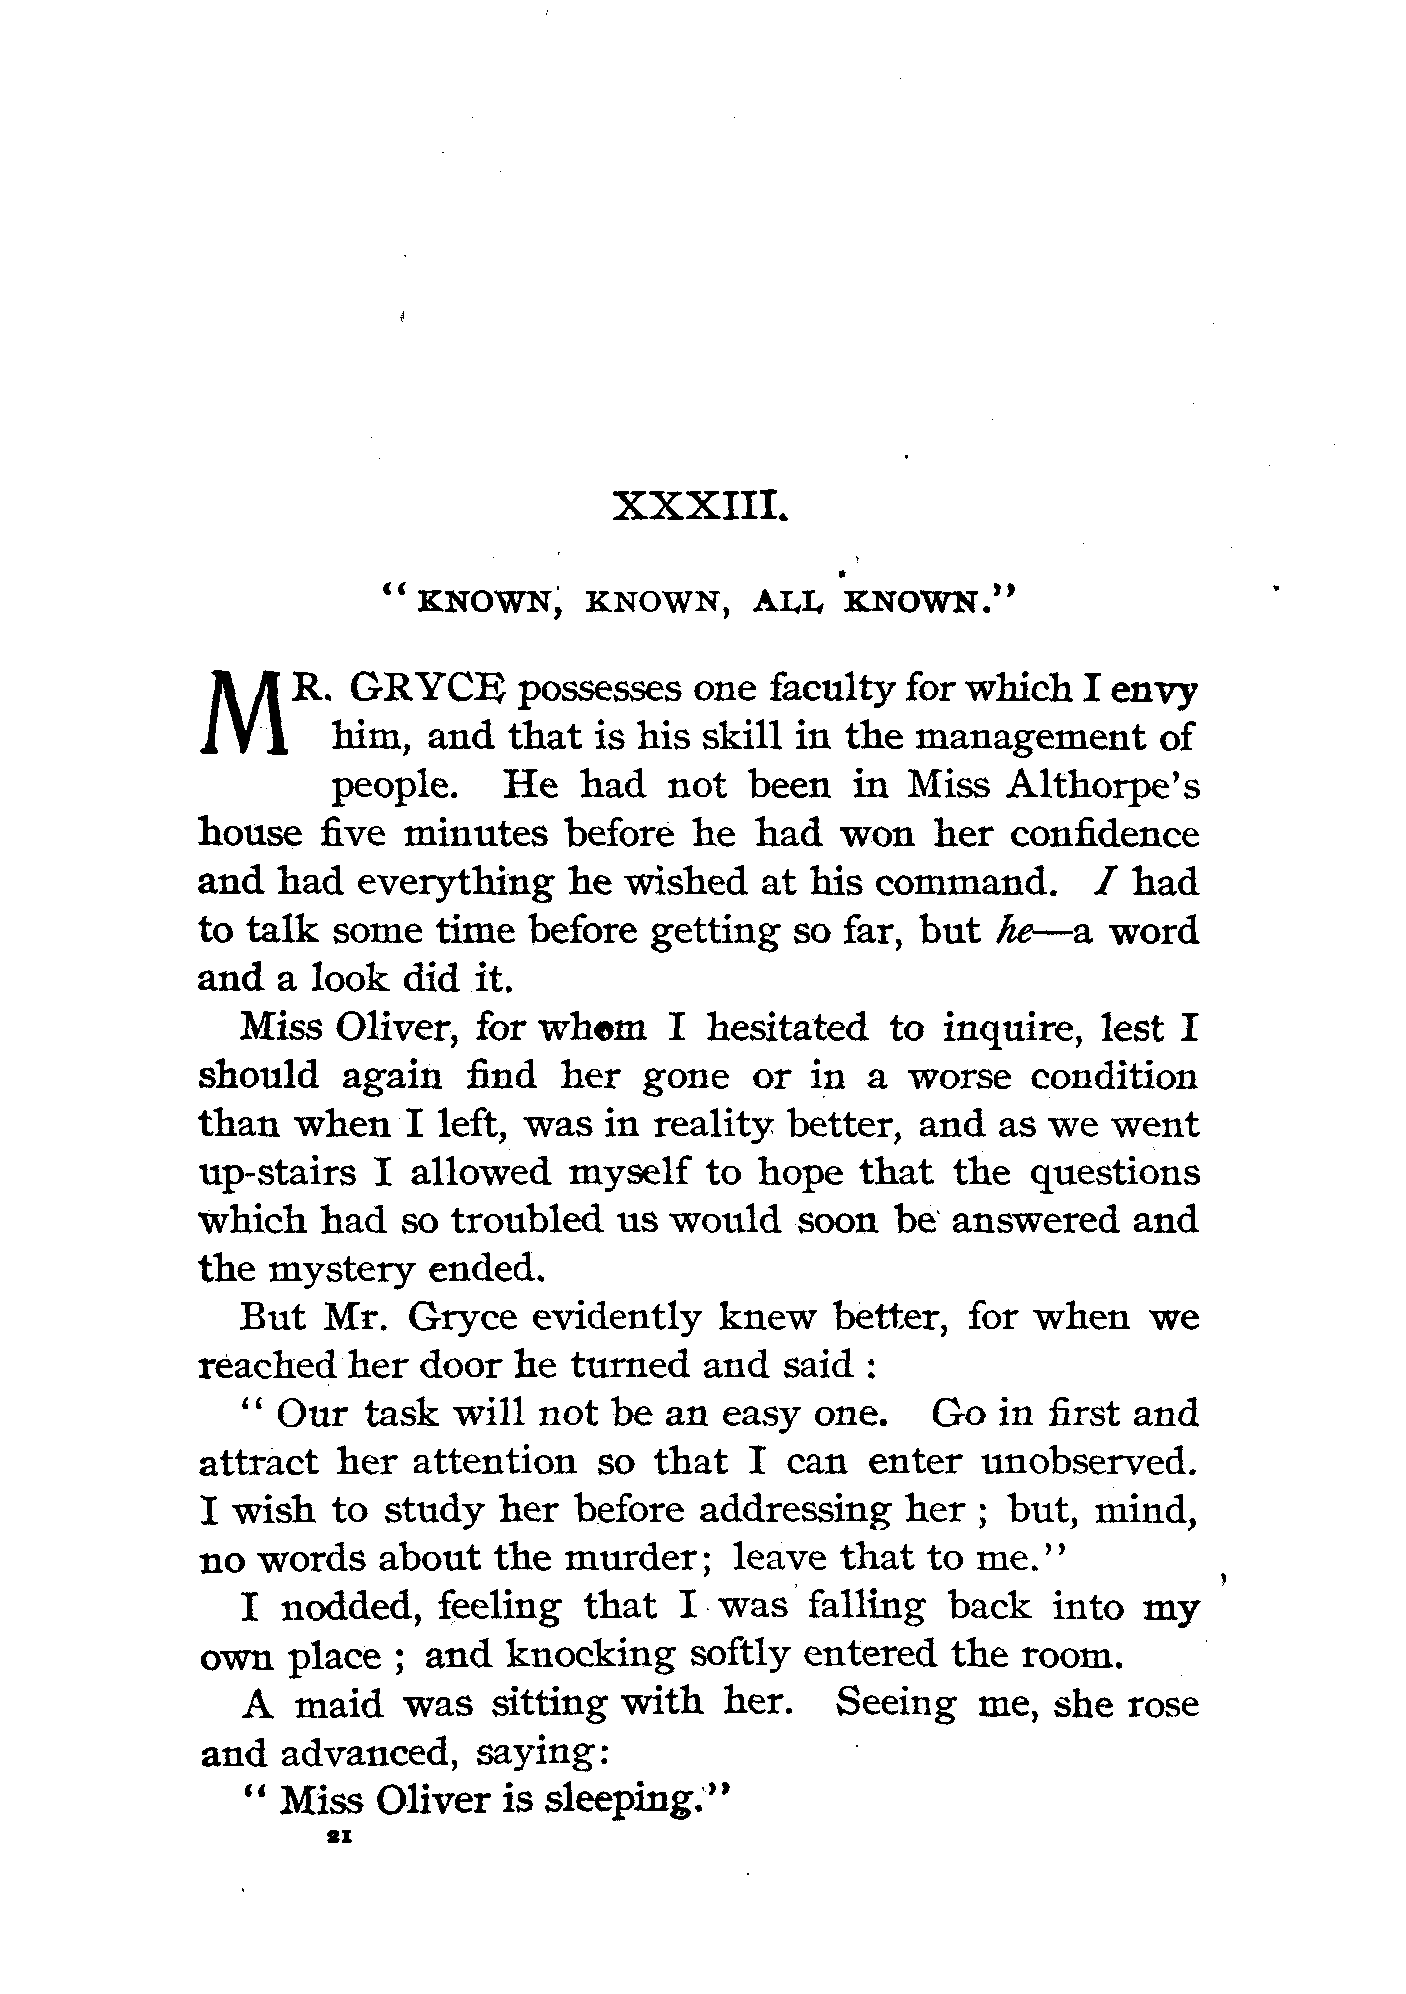 XXXIII.
“ KNOWN, KNOWN, ALL KNOWN.”
MR. GRYCE possesses one faculty for which I envy
him, and that is his skill in the management of
people. He had not been in Miss Althorpe’s
house five minutes before he had won her confidence
and had everything he wished at his command. I had
to talk some time before getting so far, but he—a word
and a look did it.
Miss Oliver, for whom I hesitated to inquire, lest I
should again find her gone or in a worse condition
than when I left, was in reality better, and as we went
up-stairs I allowed myself to hope that the questions
which had so troubled us would soon be answered and
the mystery ended.
But Mr. Gryce evidently knew better, for when we
reached her door he turned and said :
“ Our task will not be an easy one. Go in first and
attract her attention so that I can enter unobserved.
I wish to study her before addressing her ; but, mind,
no words about the murder; leave that to me.”
I nodded, feeling that I was falling back into my
own place ; and knocking softly entered the room.
A maid was sitting with her. Seeing me, she rose
and advanced, saying:
“ Miss Oliver is sleeping.”
21